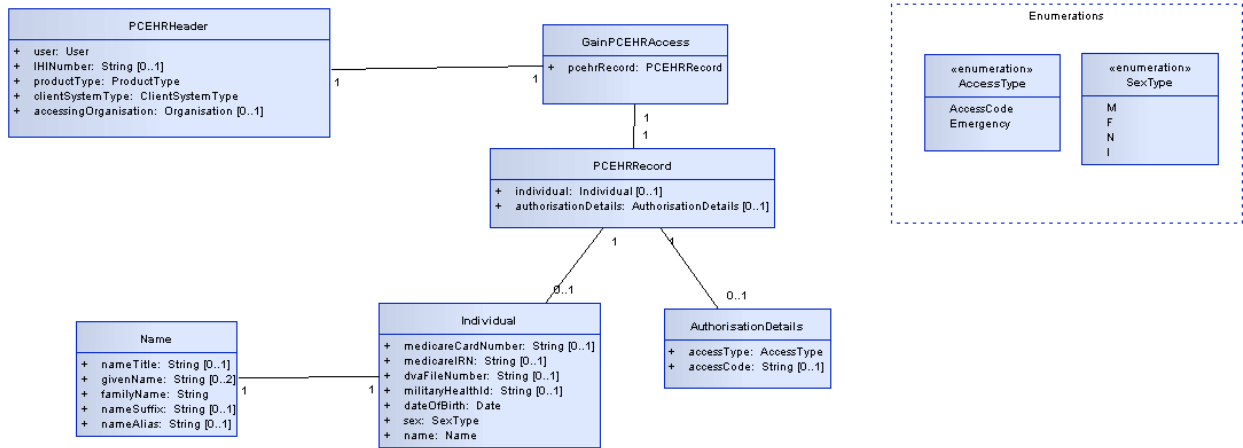 PCEHRHeader
+ user: User
+ IHINumber: String [0..1]
+ productType: ProductType
+ clientSystemType: ClientSystemType
+ accessingOrganisation: Organisation [0..1]
1
1
GainPCEHRAccess
+ pcehrRecord: PCEHRRecord
1
1
PCEHRRecord
+ individual: Individual [0..1]
+ authorisationDetails: AuthorisationDetails [0..1]
1
1
0..1
0..1
Name
+ nameTitle: String [0..1]
+ givenName: String [0..2]
+ familyName: String
+ nameSuffix: String [0..1]
+ nameAlias: String [0..1]
1
1
Individual
+ medicareCardNumber: String [0..1]
+ medicareIRN: String [0..1]
+ dvaFileNumber: String [0..1]
+ militaryHealthId: String [0..1]
+ dateOfBirth: Date
+ sex: SexType
+ name: Name
AuthorisationDetails
+ accessType: AccessType
+ accessCode: String [0..1]
Enumerations
«enumeration»
AccessType
AccessCode
Emergency
«enumeration»
SexType
M
F
N
I